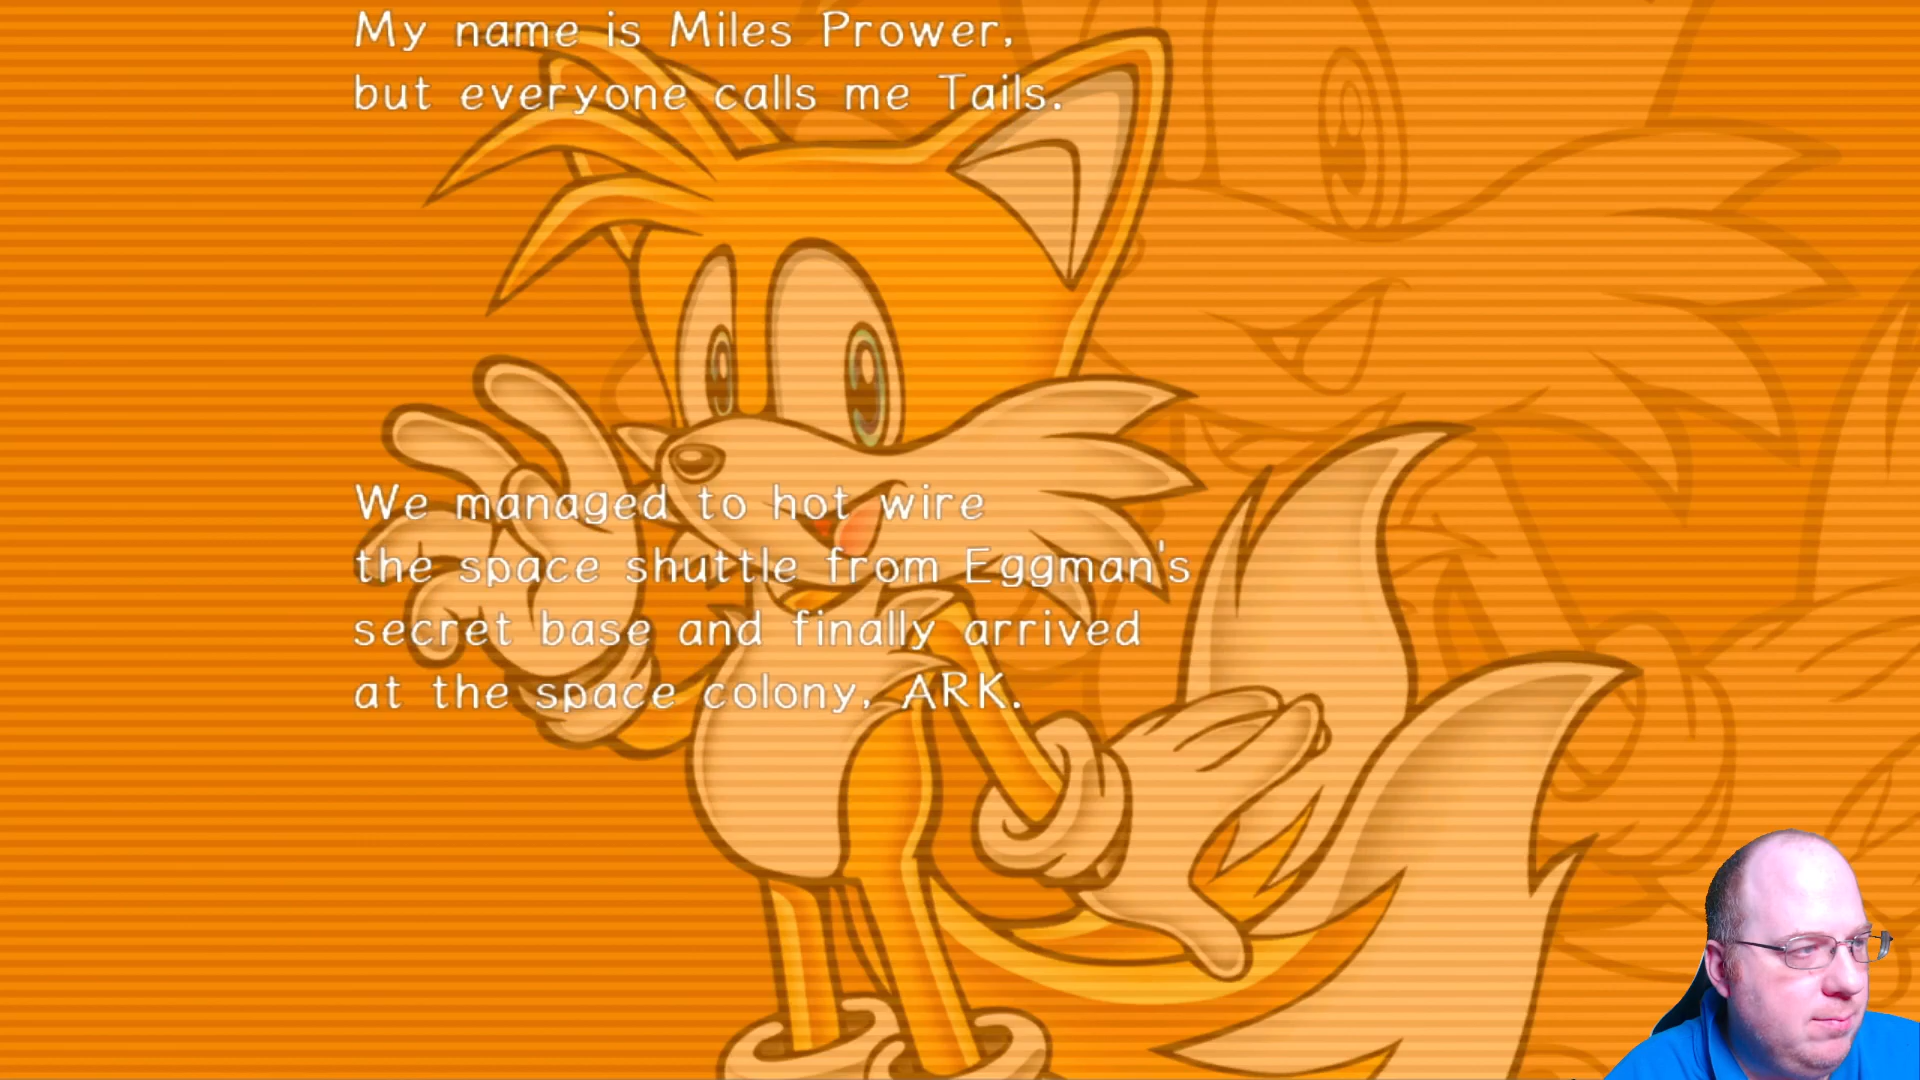 My name is Miles Prower,
but everyone calls me Tails.
We managed to hot wire
the space shuttle from Eggman's
secret base and finally arrived
at the space colony, ARK.